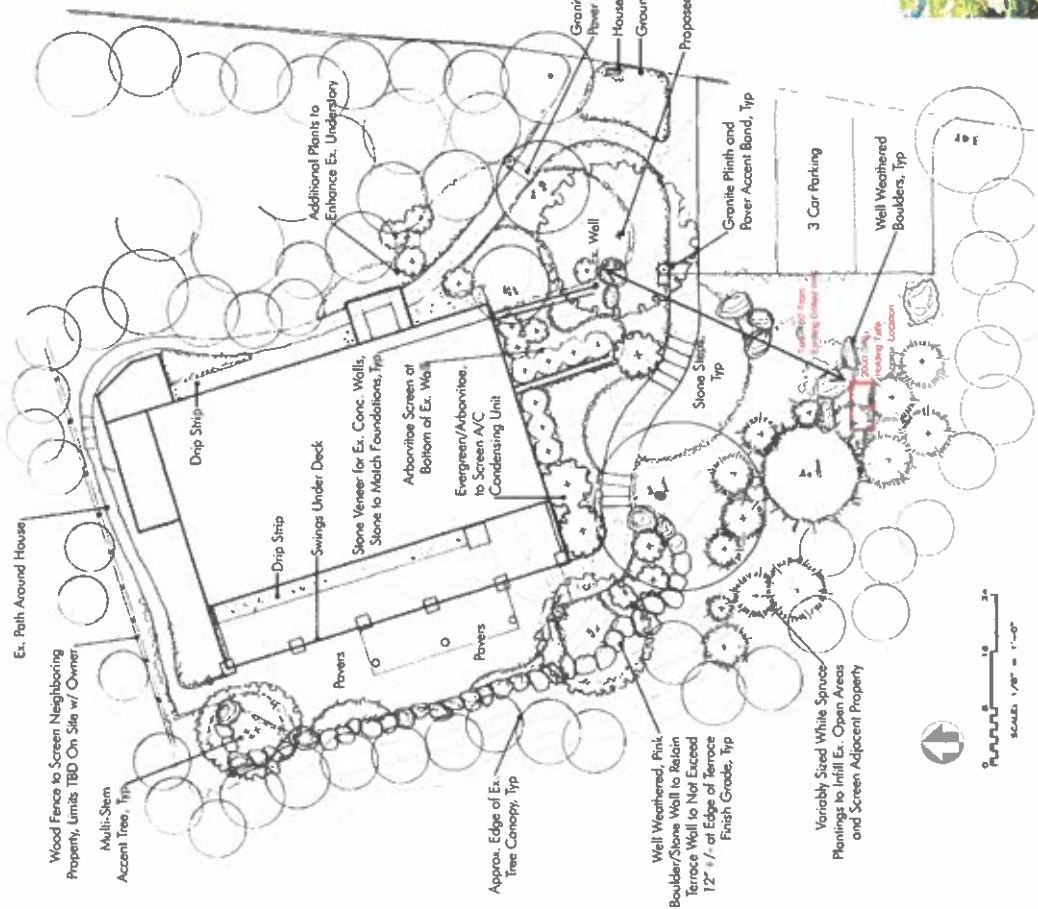 Ex. Path Around House
Wood Fence to Screen Neighboring
Property, Limits TBD On Site w/ Owner
Multi-Stem
Accent Tree, Typ
Drip Strip
Drip Strip
Swings Under Deck
Stone Veneer for Ex. Conc. Walls,
Stone to Match Foundations, Typ
Arborvitae Screen at
Bottom of Ex. Wall
Evergreen/Arborvitae,
to Screen A/C
Condensing Unit
Pavers
Pavers
Additional Plants to
Enhance Ex. Understory
Paver
House
Ground
Proposed
Ex. Wall
Granite Plinth and
Paver Accent Band, Typ
3 Car Parking
Well Weathered
Boulders, Typ
Stone Steps,
Typ
Holding Tank
Location
Approx. Edge of Ex.
Tree Canopy, Typ
Well Weathered, Pink
Boulder/Stone Wall to Retain
Terrace Wall to Not Exceed
12" +/- at Edge of Terrace
Finish Grade, Typ
Variably Sized White Spruce
Plantings to Infill Ex. Open Areas
and Screen Adjacent Property
SCALE: 1/8" = 1'-0"